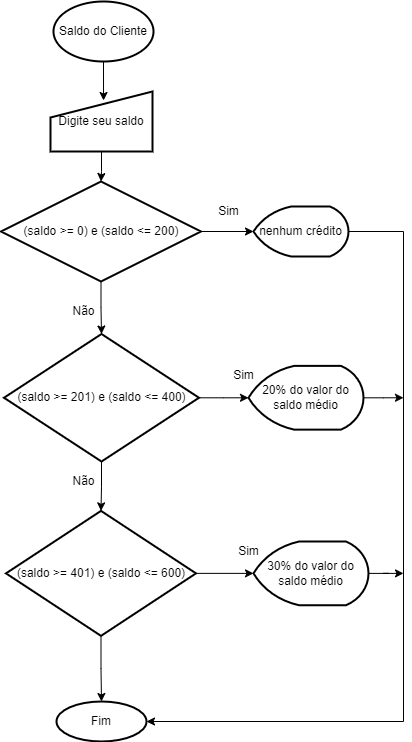 Saldo do Cliente
Digite seu saldo
(saldo >= 0) e (saldo <= 200)
Sim
nenhum crédito
Não
(saldo >= 201) e (saldo <= 400)
Sim
20% do valor do
saldo médio
Não
(saldo >= 401) e (saldo <= 600)
Sim
30% do valor do
saldo médio
Fim